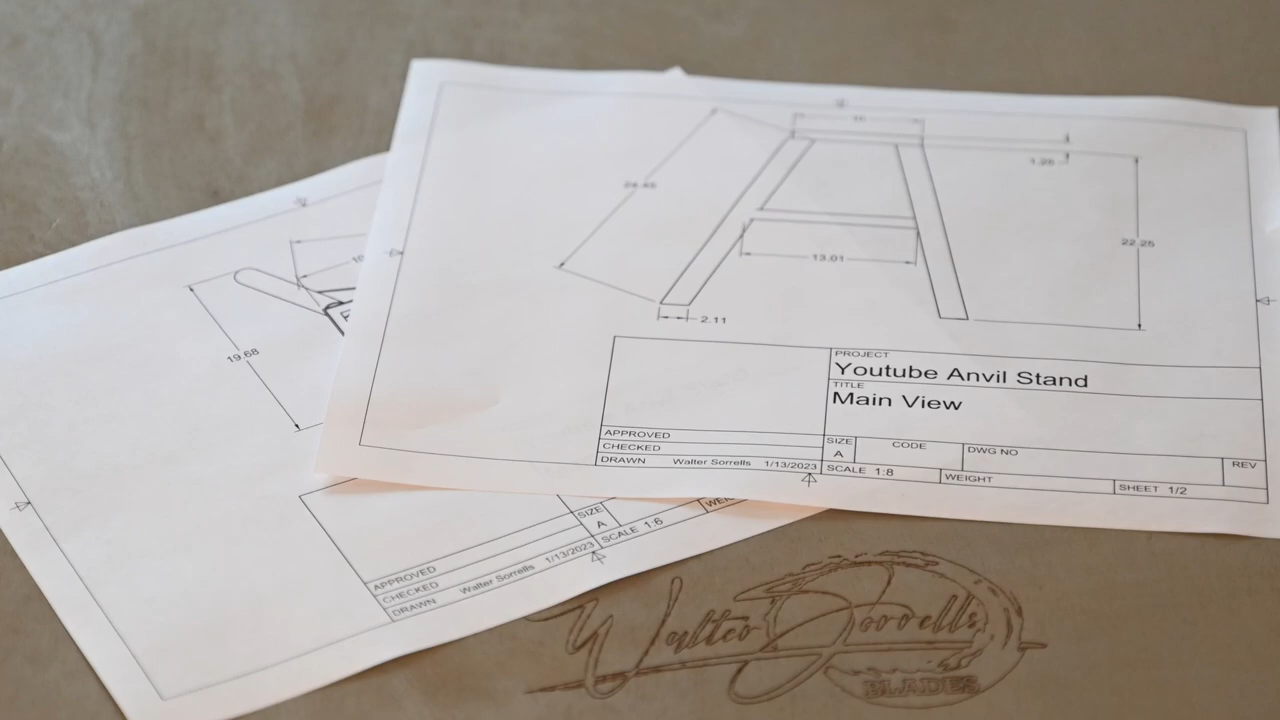 10
1.26
24.45
22.25
13.01
2.11
PROJECT
Youtube Anvil Stand
TITLE
Main View
APPROVED
CHECKED
DRAWN Walter Sorrells 1/13/2023
SIZE
A
CODE
DWG NO
REV
SCALE 1:8
WEIGHT
SHEET 1/2
19.68
APPROVED
CHECKED
DRAWN Walter Sorrells 1/13/2023
SIZE
A
SCALE 1:6
Walter Sorrells
BLADES